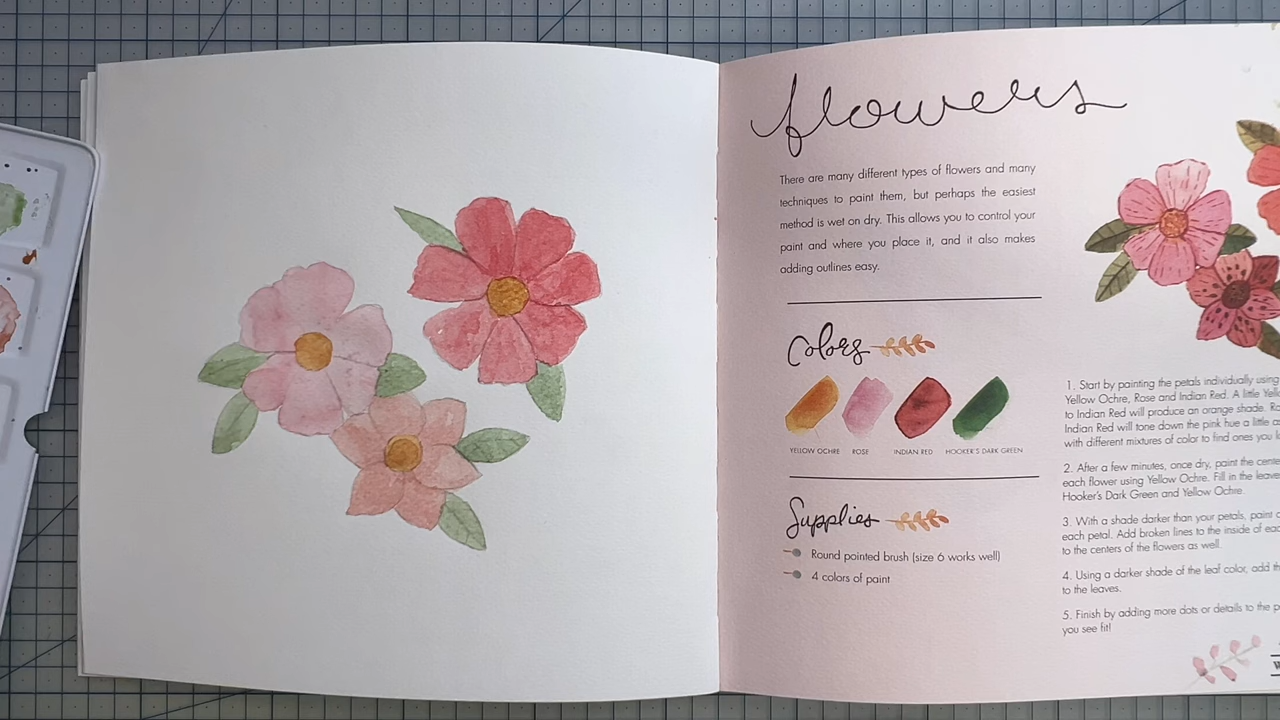 flowers
There are many different types of flowers and many
techniques to paint them, but perhaps the easiest
method is wet on dry. This allows you to control your
paint and where you place it, and it also makes
adding outlines easy.
Colors
YELLOW OCHRE ROSE INDIAN RED HOOKER'S DARK GREEN
Supplies
Round pointed brush (size 6 works well)
4 colors of paint
1. Start by painting the petals individually using
Yellow Ochre, Rose and Indian Red. A little
to Indian Red will produce an orange shade.
Indian Red will tone down the pink hue a little
with different mixtures of color to find ones you
2. After a few minutes, once dry, paint the
each flower using Yellow Ochre. Fill in the
Hooker's Dark Green and Yellow Ochre.
3. With a shade darker than your petals, paint
each petal. Add broken lines to the inside of
to the centers of the flowers as well.
4. Using a darker shade of the leaf color, add
to the leaves.
5. Finish by adding more dots or details to the
you see fit!